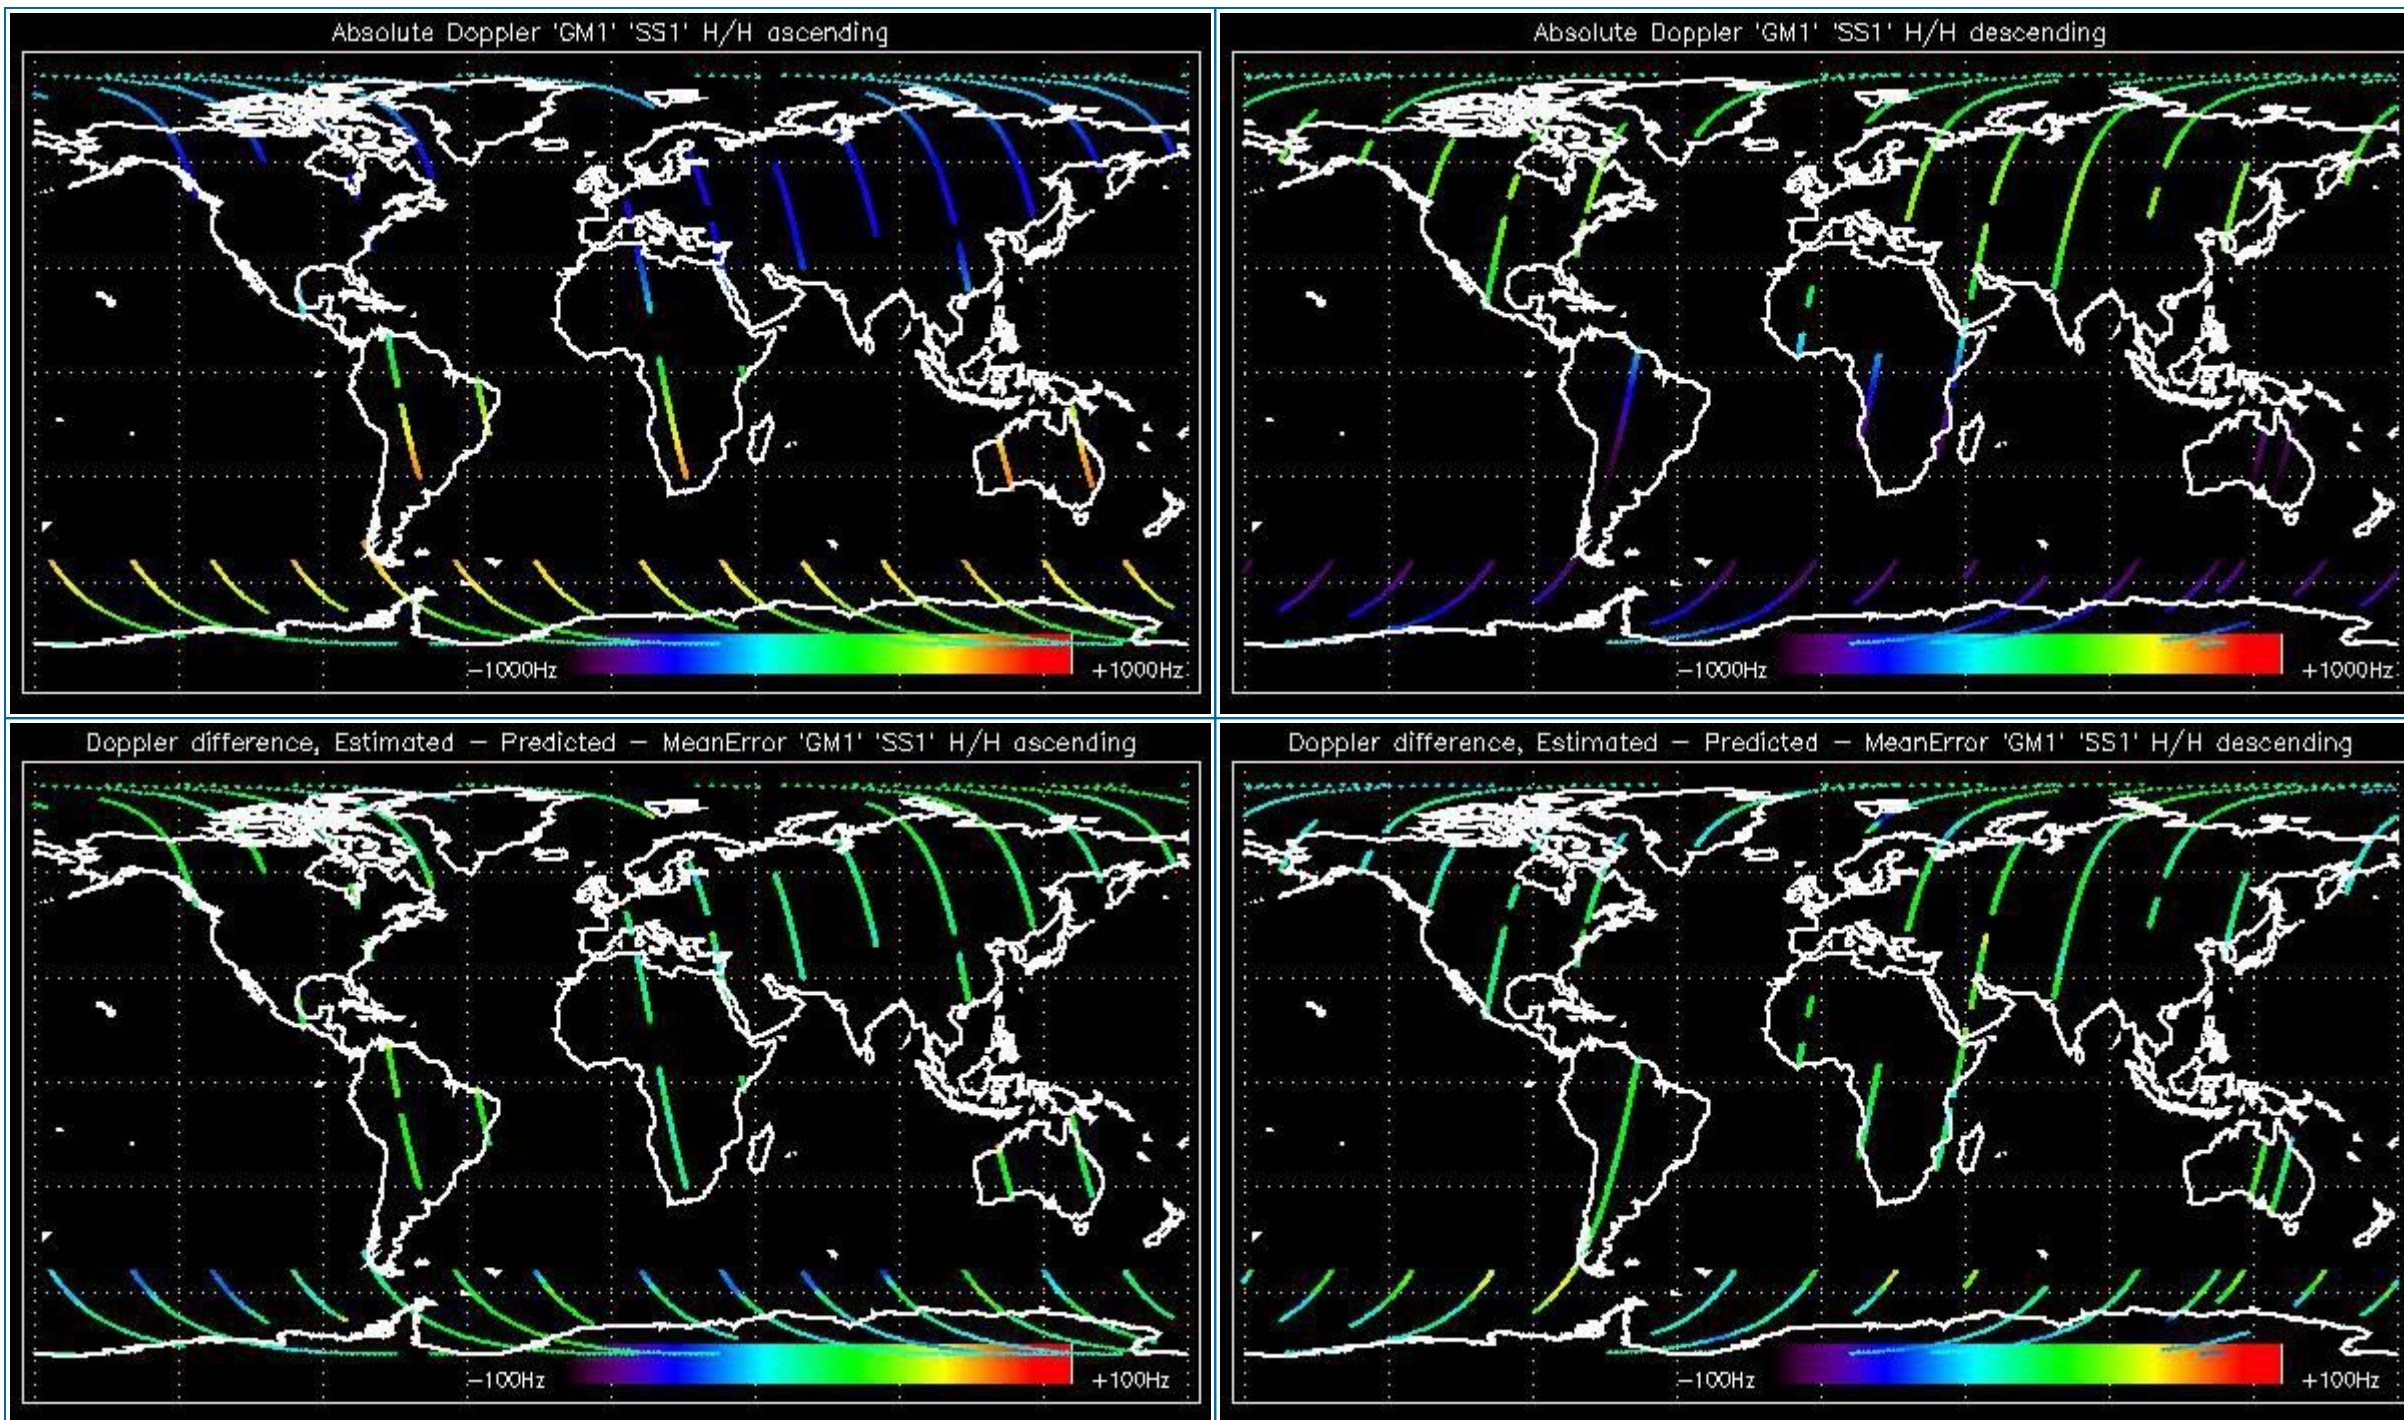 Absolute Doppler 'GM1' 'SS1' H/H ascending
-1000Hz
+1000Hz
Absolute Doppler 'GM1' 'SS1' H/H descending
-1000Hz
+1000Hz
Doppler difference, Estimated - Predicted - MeanError 'GM1' 'SS1' H/H ascending
-100Hz
+100Hz
Doppler difference, Estimated - Predicted - MeanError 'GM1' 'SS1' H/H descending
-100Hz
+100Hz